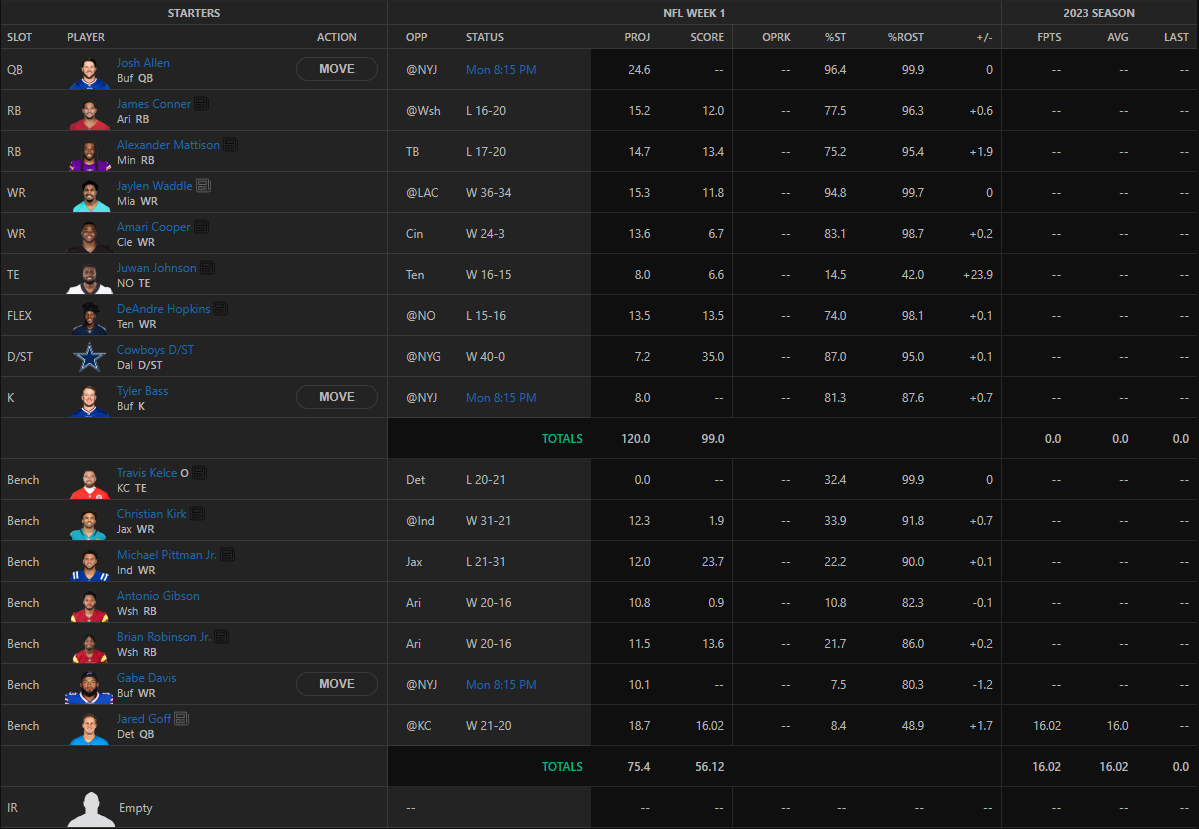 STARTERS NFL WEEK 1 2023 SEASON
SLOT PLAYER ACTION OPP STATUS PROJ SCORE OPRK %ST %ROST +/- FPTS AVG LAST
QB Josh Allen Buf QB MOVE @NYJ Mon 8:15 PM 24.6 -- -- 96.4 99.9 0 -- -- --
RB James Conner Ari RB @Wsh L 16-20 15.2 12.0 -- 77.5 96.3 +0.6 -- -- --
RB Alexander Mattison Min RB TB L 17-20 14.7 13.4 -- 75.2 95.4 +1.9 -- -- --
WR Jaylen Waddle Mia WR @LAC W 36-34 15.3 11.8 -- 94.8 99.7 0 -- -- --
WR Amari Cooper Cle WR Cin W 24-3 13.6 6.7 -- 83.1 98.7 +0.2 -- -- --
TE Juwan Johnson NO TE Ten W 16-15 8.0 6.6 -- 14.5 42.0 +23.9 -- -- --
FLEX DeAndre Hopkins Ten WR @NO L 15-16 13.5 13.5 -- 74.0 98.1 +0.1 -- -- --
D/ST Cowboys D/ST Dal D/ST @NYG W 40-0 7.2 35.0 -- 87.0 95.0 +0.1 -- -- --
K Tyler Bass Buf K MOVE @NYJ Mon 8:15 PM 8.0 -- -- 81.3 87.6 +0.7 -- -- --
TOTALS 120.0 99.0 0.0 0.0 0.0
Bench Travis Kelce O KC TE Det L 20-21 0.0 -- -- 32.4 99.9 0 -- -- --
Bench Christian Kirk Jax WR @Ind W 31-21 12.3 1.9 -- 33.9 91.8 +0.7 -- -- --
Bench Michael Pittman Jr. Ind WR Jax L 21-31 12.0 23.7 -- 22.2 90.0 +0.1 -- -- --
Bench Antonio Gibson Wsh RB Ari W 20-16 10.8 0.9 -- 10.8 82.3 -0.1 -- -- --
Bench Brian Robinson Jr. Wsh RB Ari W 20-16 11.5 13.6 -- 21.7 86.0 +0.2 -- -- --
Bench Gabe Davis Buf WR MOVE @NYJ Mon 8:15 PM 10.1 -- -- 7.5 80.3 -1.2 -- -- --
Bench Jared Goff Det QB @KC W 21-20 18.7 16.02 -- 8.4 48.9 +1.7 16.02 16.0 --
TOTALS 75.4 56.12 16.02 16.02 0.0
IR Empty -- -- -- -- -- -- -- -- -- --